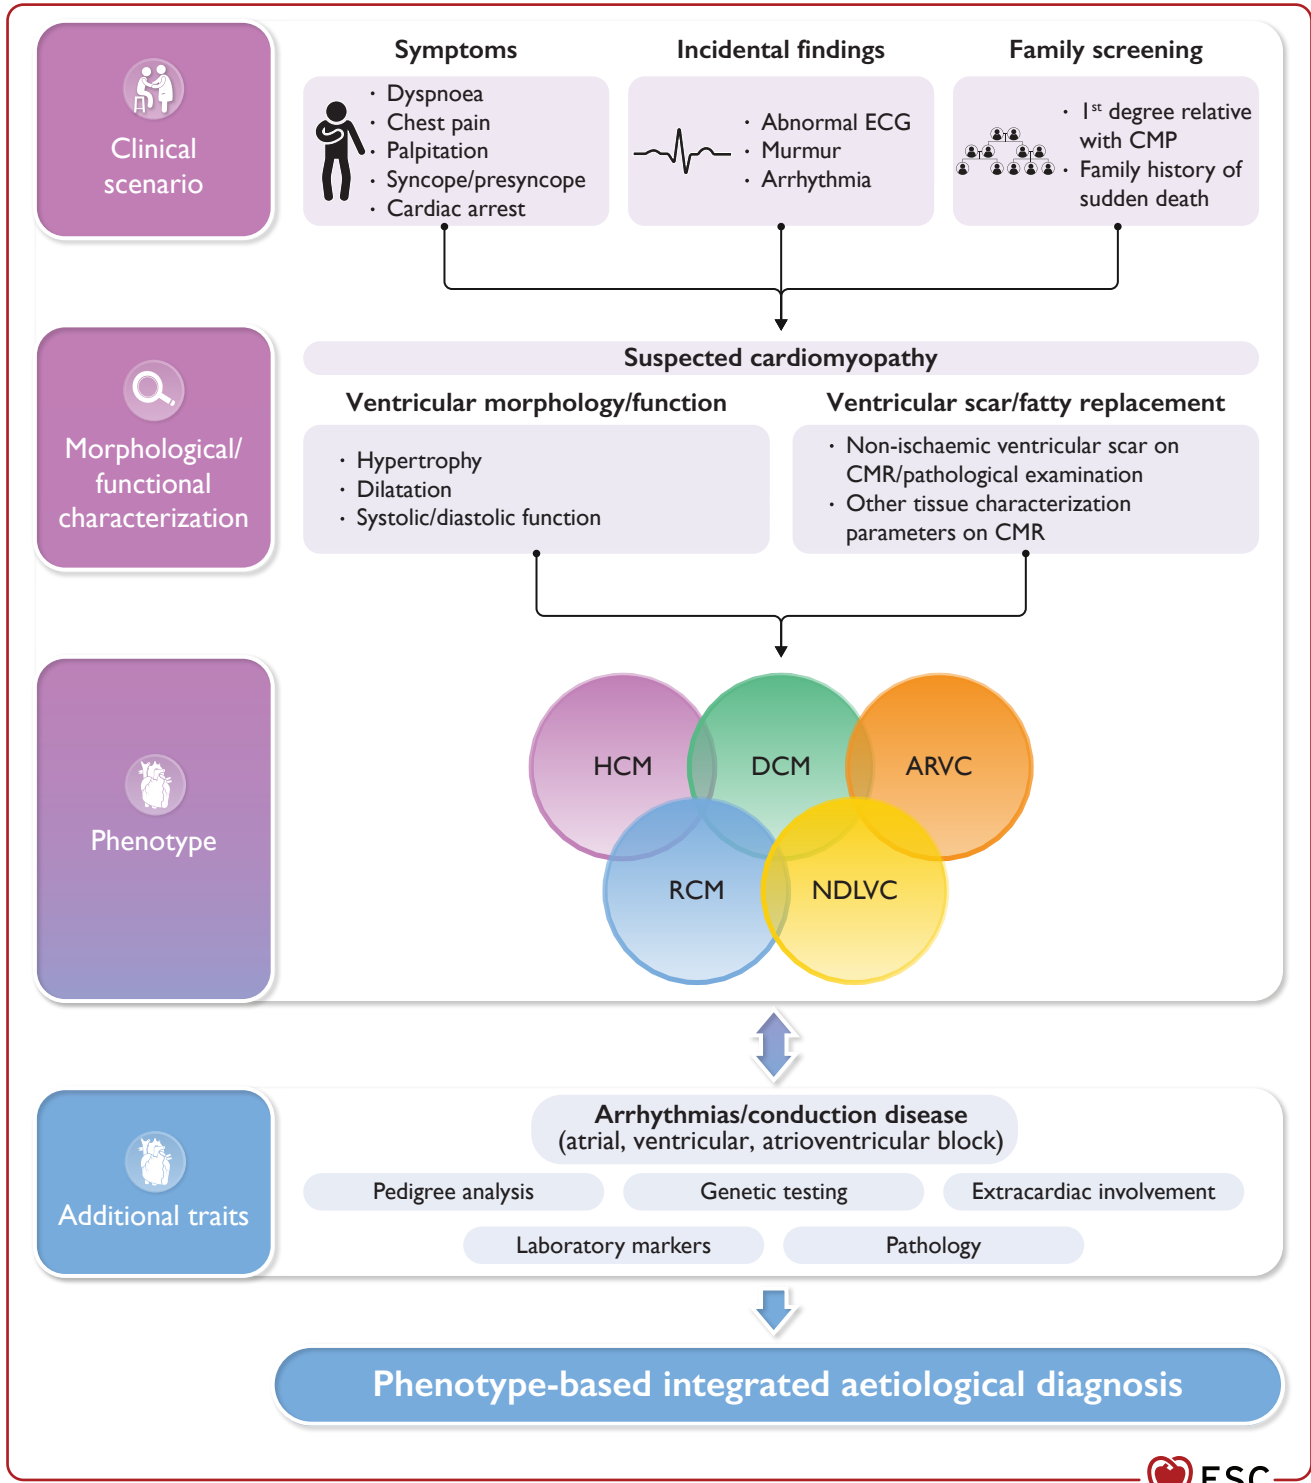 Clinical
scenario
Symptoms
· Dyspnoea
· Chest pain
· Palpitation
· Syncope/presyncope
· Cardiac arrest
Incidental findings
· Abnormal ECG
· Murmur
· Arrhythmia
Family screening
· 1st degree relative
with CMP
· Family history of
sudden death
Morphological/
functional
characterization
Suspected cardiomyopathy
Ventricular morphology/function
· Hypertrophy
· Dilatation
· Systolic/diastolic function
Ventricular scar/fatty replacement
· Non-ischaemic ventricular scar on
CMR/pathological examination
· Other tissue characterization
parameters on CMR
Phenotype
HCM
DCM
ARVC
RCM
NDLVC
Additional traits
Arrhythmias/conduction disease
(atrial, ventricular, atrioventricular block)
Pedigree analysis
Genetic testing
Extracardiac involvement
Laboratory markers
Pathology
Phenotype-based integrated aetiological diagnosis
ESC